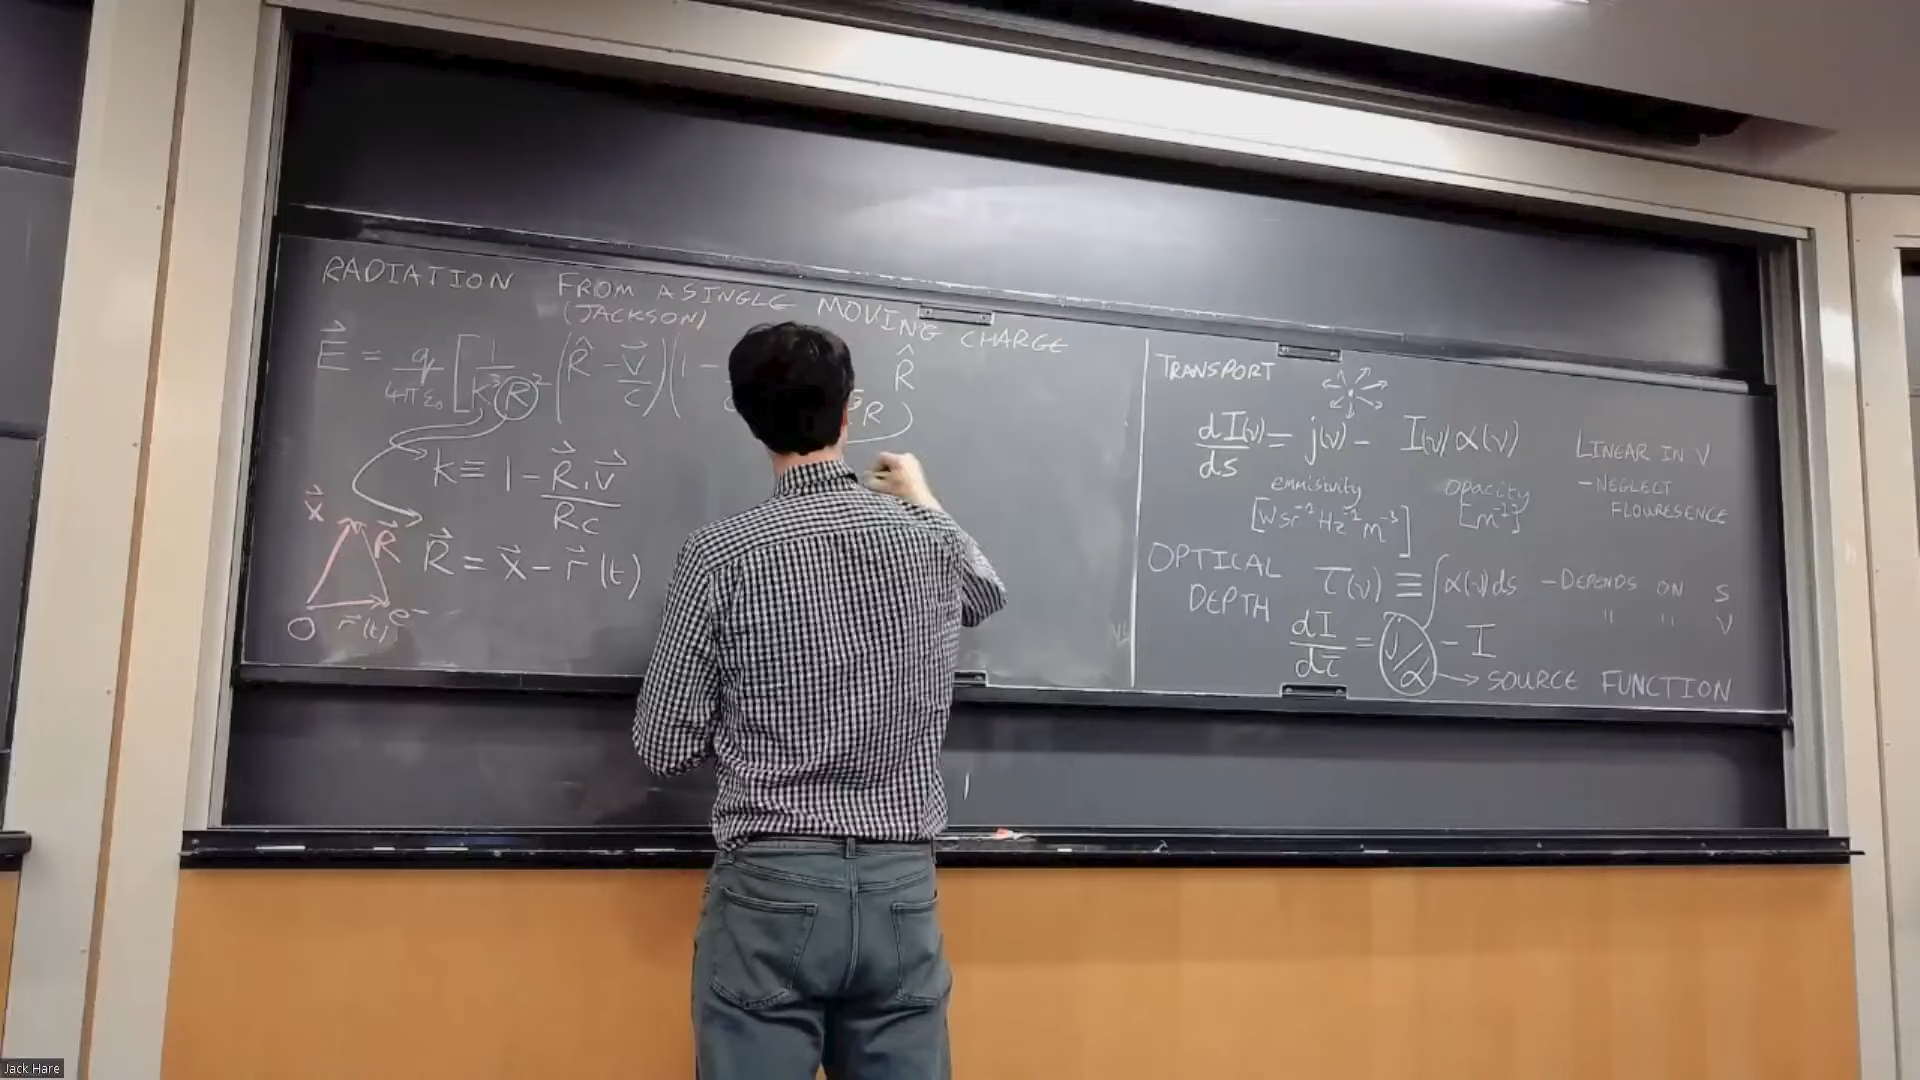 RADIATION FROM A SINGLE MOVING CHARGE
(JACKSON)
E⃗ = q/4πε₀ [ 1/K³R² (R̂ - v⃗/c)(1 -
R̂
R )
K ≡ 1 - R⃗.v⃗/Rc
R⃗ = x⃗ - r⃗(t)
x⃗
R⃗
O r⃗(t) e⁻
TRANSPORT
dI(ν)/ds = j(ν) - I(ν)α(ν)
emmistivity
[W sr⁻¹ Hz⁻¹ m⁻³]
opacity
[m⁻¹]
LINEAR IN ν
- NEGLECT
FLOURESENCE
OPTICAL
DEPTH
τ(ν) ≡ ∫α(ν)ds - DEPENDS ON S
" " ν
dI/dτ = j/α - I
→ SOURCE FUNCTION
Jack Hare